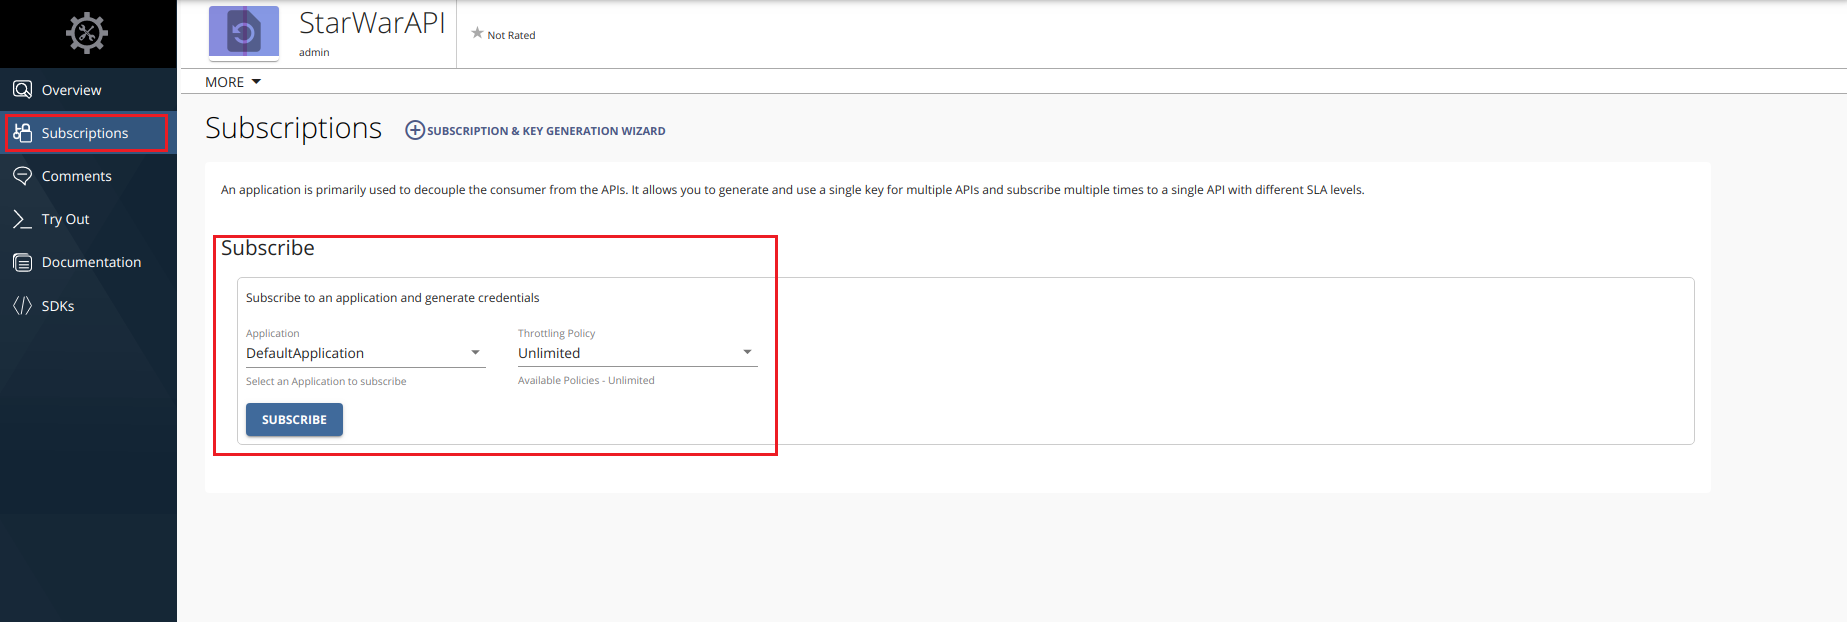 StarWarAPI
admin
Not Rated
MORE
Overview
Subscriptions
Comments
Try Out
Documentation
SDKs
Subscriptions
SUBSCRIPTION & KEY GENERATION WIZARD
An application is primarily used to decouple the consumer from the APIs. It allows you to generate and use a single key for multiple APIs and subscribe multiple times to a single API with different SLA levels.
Subscribe
Subscribe to an application and generate credentials
Application
DefaultApplication
Select an Application to subscribe
Throttling Policy
Unlimited
Available Policies - Unlimited
SUBSCRIBE